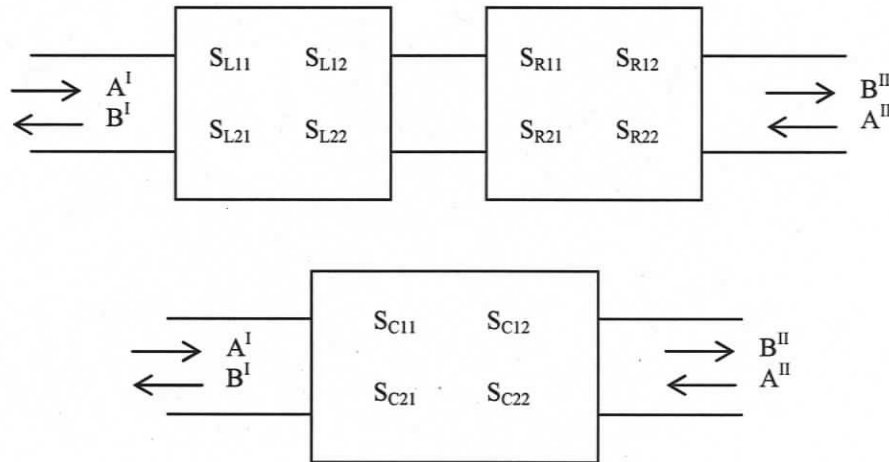 S_L11 S_L12 S_R11 S_R12
A^I B^II
B^I A^II
S_L21 S_L22 S_R21 S_R22
S_C11 S_C12
A^I B^II
B^I A^II
S_C21 S_C22